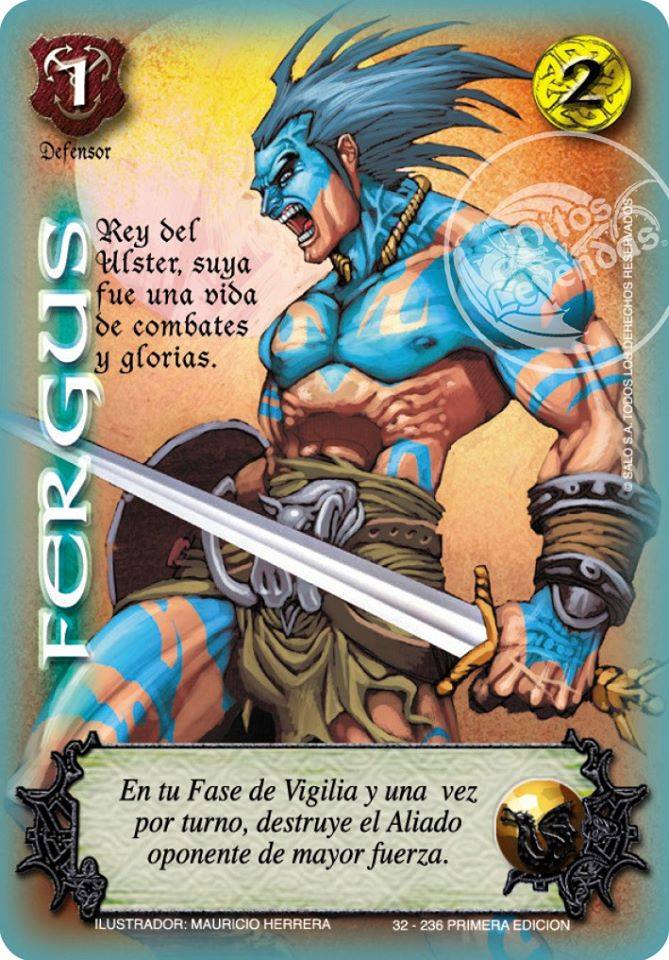 1
2
Defensor
FERGUS
Rey del
Ulster, suya
fue una vida
de combates
y glorias.
Mitos
y
Leyendas
© SALO S.A. TODOS LOS DERECHOS RESERVADOS
En tu Fase de Vigilia y una vez
por turno, destruye el Aliado
oponente de mayor fuerza.
ILUSTRADOR: MAURICIO HERRERA
32 - 236 PRIMERA EDICION